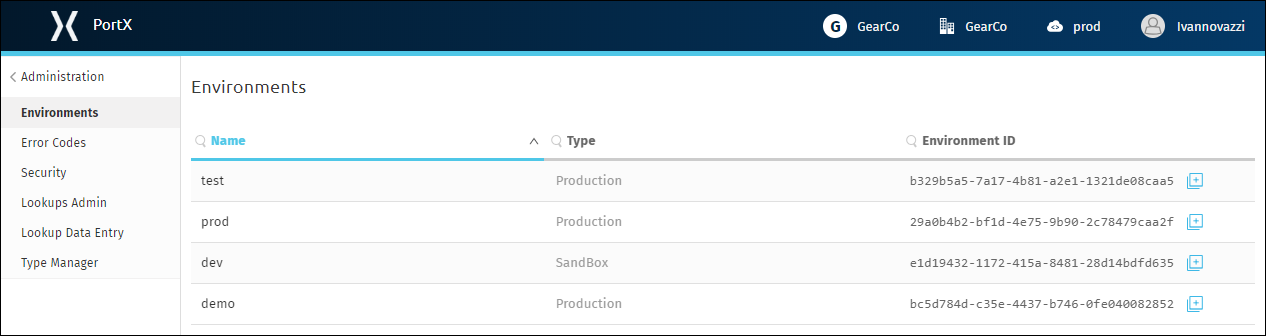 PortX
G GearCo GearCo prod Ivannovazzi
Administration
Environments
Error Codes
Security
Lookups Admin
Lookup Data Entry
Type Manager
Environments
Name Type Environment ID
test Production b329b5a5-7a17-4b81-a2e1-1321de08caa5
prod Production 29a0b4b2-bf1d-4e75-9b90-2c78479caa2f
dev SandBox e1d19432-1172-415a-8481-28d14bdfd635
demo Production bc5d784d-c35e-4437-b746-0fe040082852